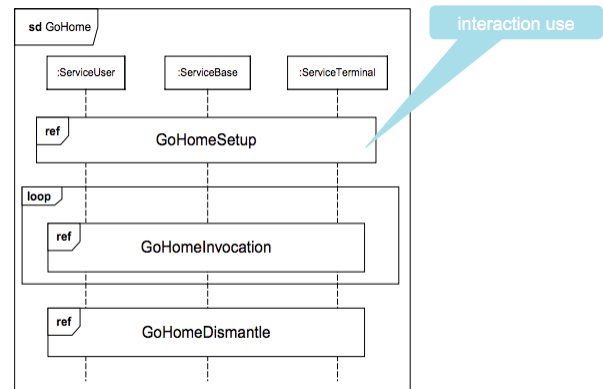 sd GoHome
interaction use
:ServiceUser
:ServiceBase
:ServiceTerminal
ref
GoHomeSetup
loop
ref
GoHomeInvocation
ref
GoHomeDismantle